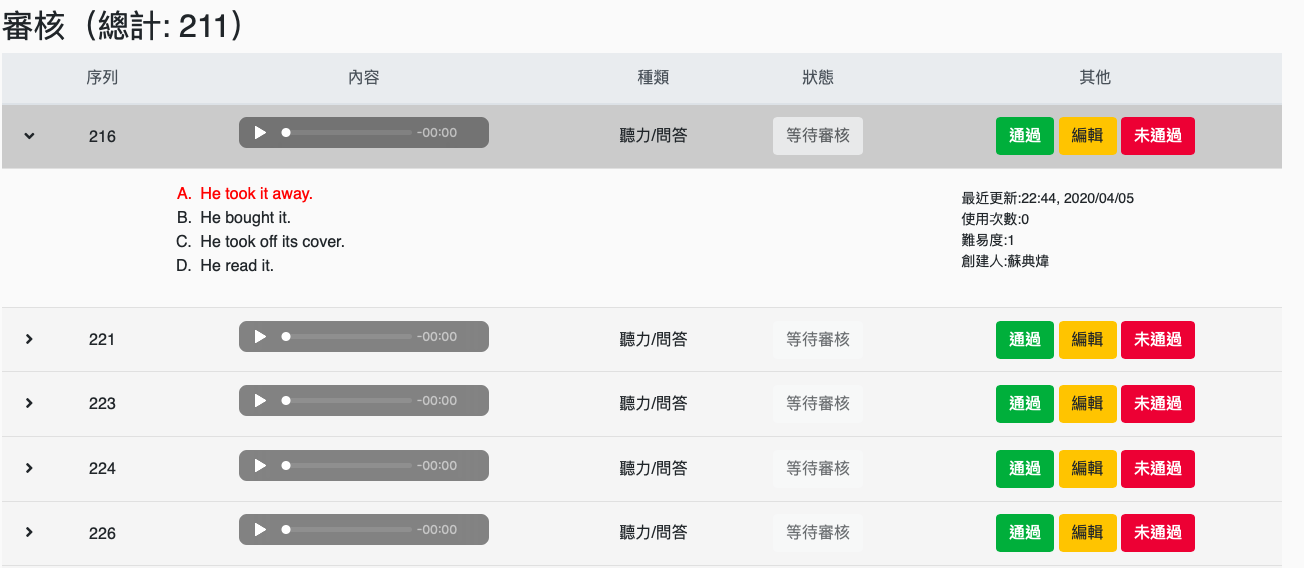 審核（總計: 211）
序列 內容 種類 狀態 其他
216 -00:00 聽力/問答 等待審核 通過 編輯 未通過
A. He took it away.
B. He bought it.
C. He took off its cover.
D. He read it.
最近更新:22:44, 2020/04/05
使用次數:0
難易度:1
創建人:蘇典煒
221 -00:00 聽力/問答 等待審核 通過 編輯 未通過
223 -00:00 聽力/問答 等待審核 通過 編輯 未通過
224 -00:00 聽力/問答 等待審核 通過 編輯 未通過
226 -00:00 聽力/問答 等待審核 通過 編輯 未通過